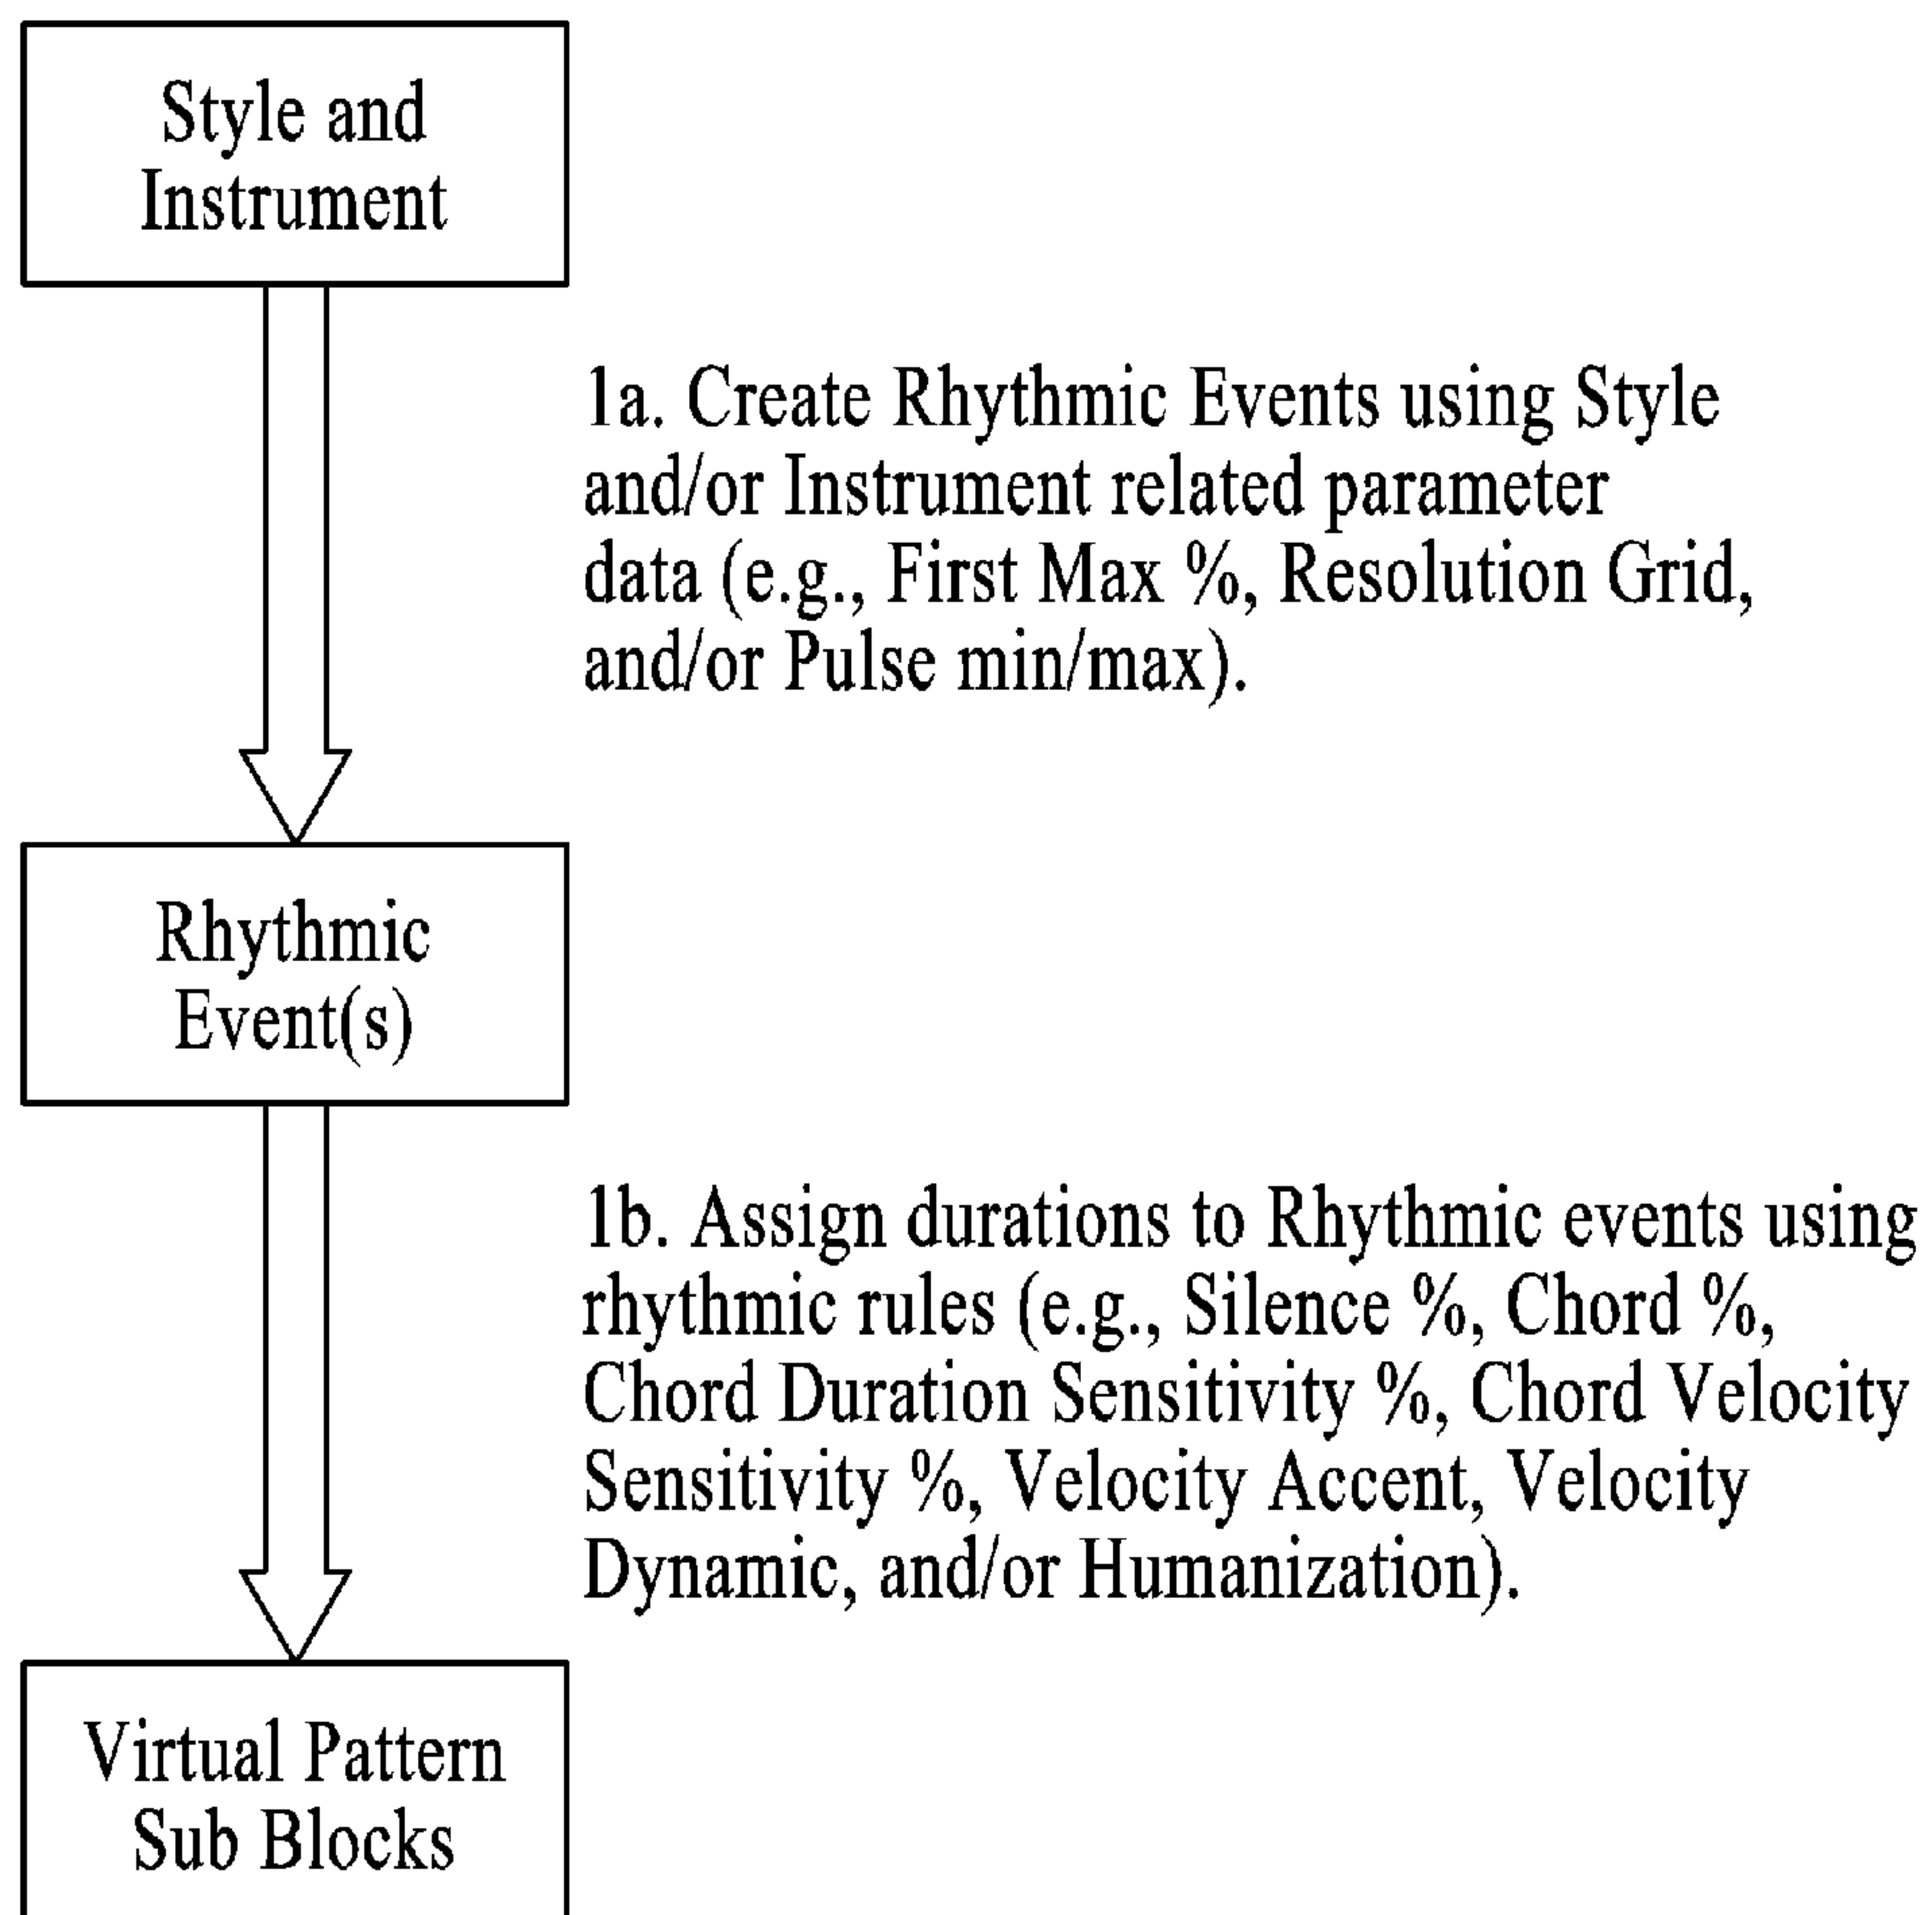 Style and
Instrument
1a. Create Rhythmic Events using Style
and/or Instrument related parameter
data (e.g., First Max %, Resolution Grid,
and/or Pulse min/max).
Rhythmic
Event(s)
1b. Assign durations to Rhythmic events using
rhythmic rules (e.g., Silence %, Chord %,
Chord Duration Sensitivity %, Chord Velocity
Sensitivity %, Velocity Accent, Velocity
Dynamic, and/or Humanization).
Virtual Pattern
Sub Blocks